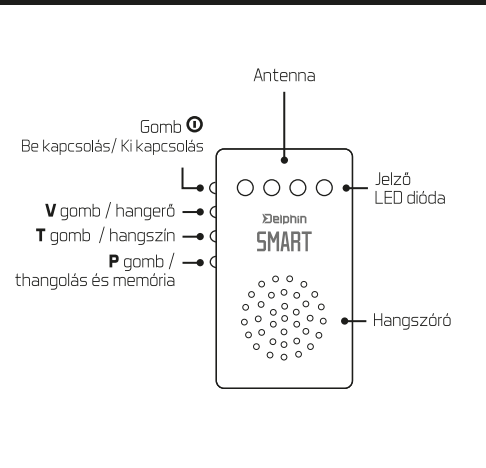 Antenna
Gomb
Be kapcsolás/ Ki kapcsolás
Jelző
LED dióda
V gomb / hangerő
T gomb / hangszín
P gomb /
thangolás és memória
Delphin
SMART
Hangszóró